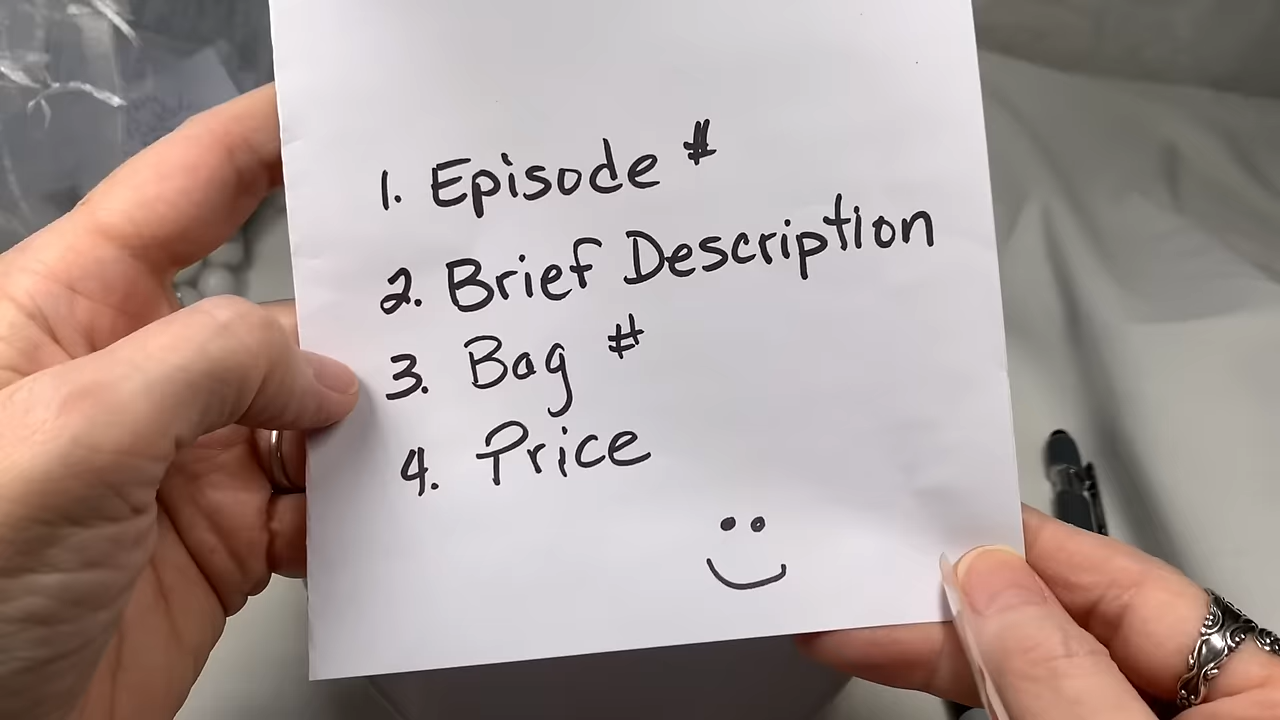 1. Episode #
2. Brief Description
3. Bag #
4. Price